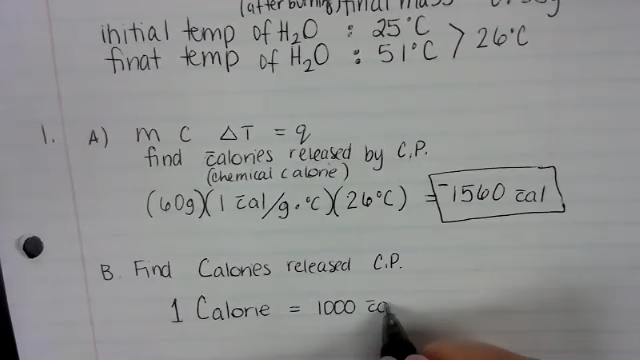 (after burning) final mass
initial temp of H₂O : 25°C
final temp of H₂O : 51°C > 26°C
1. A) m C ΔT = q
find calories released by C.P.
(chemical calorie)
(60g)(1 cal/g·°C)(26°C) = -1560 cal
B. Find Calories released C.P.
1 Calorie = 1000 ca